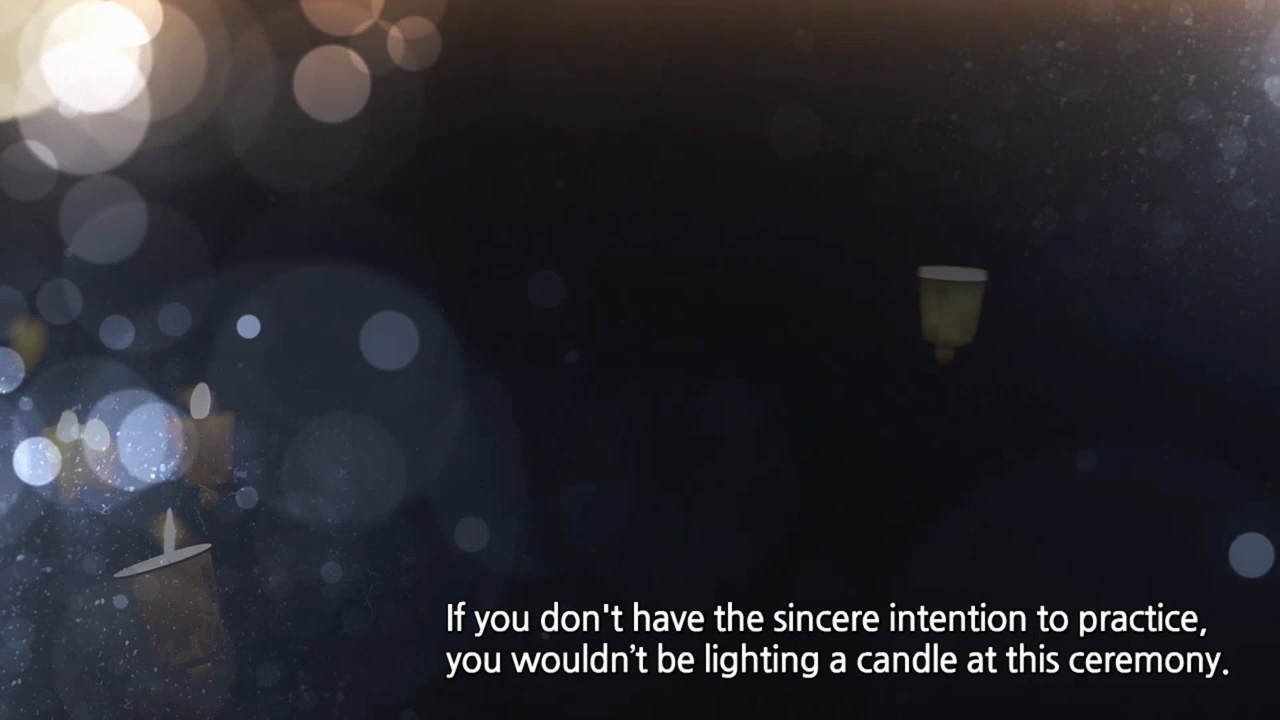 If you don't have the sincere intention to practice,
you wouldn’t be lighting a candle at this ceremony.